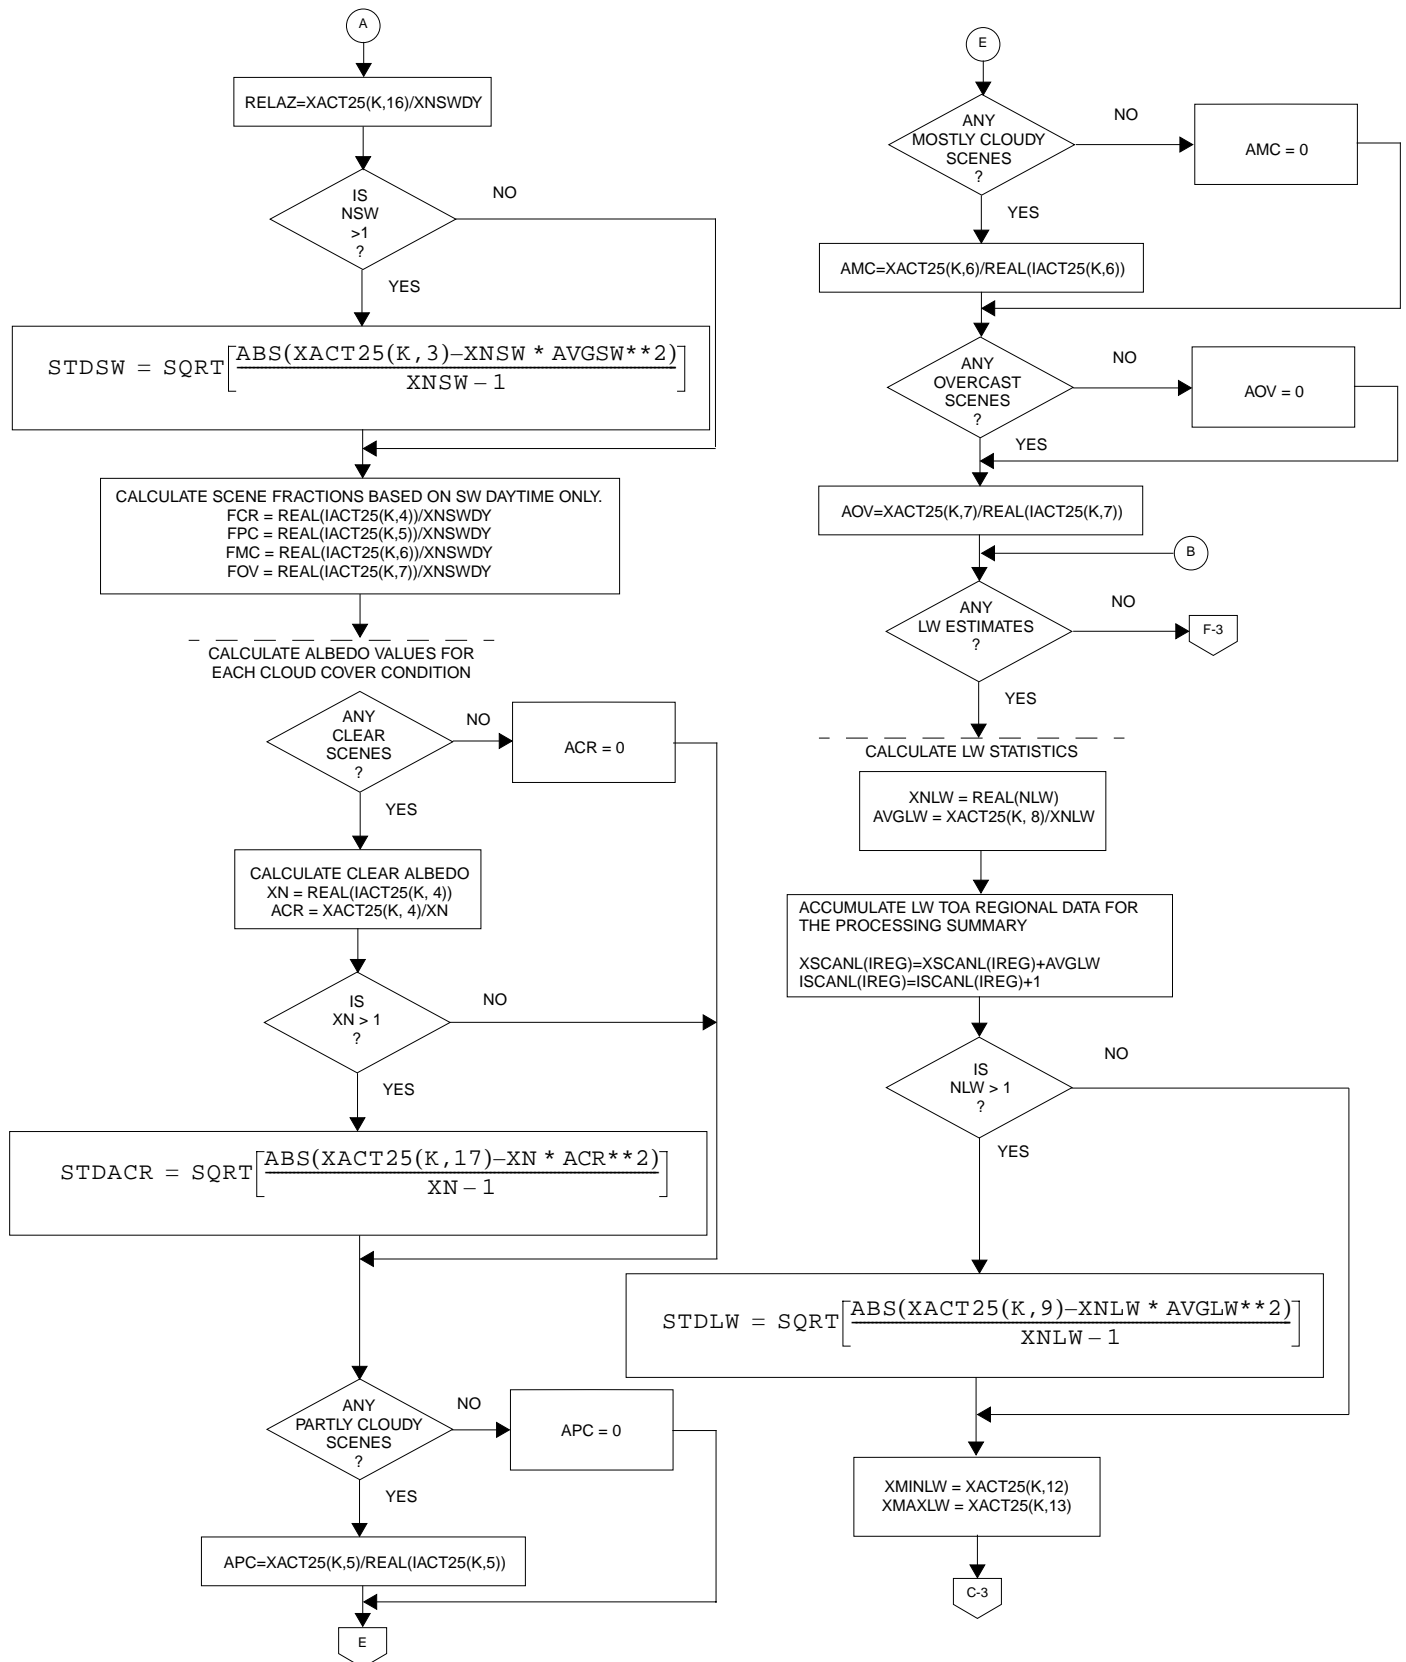 A
RELAZ=XACT25(K,16)/XNSWDY
IS
NSW
>1
?
NO
YES
STDSW = SQRT[ABS(XACT25(K,3)–XNSW * AVGSW**2)
XNSW – 1]
CALCULATE SCENE FRACTIONS BASED ON SW DAYTIME ONLY.
FCR = REAL(IACT25(K,4))/XNSWDY
FPC = REAL(IACT25(K,5))/XNSWDY
FMC = REAL(IACT25(K,6))/XNSWDY
FOV = REAL(IACT25(K,7))/XNSWDY
CALCULATE ALBEDO VALUES FOR
EACH CLOUD COVER CONDITION
ANY
CLEAR
SCENES
?
NO
ACR = 0
YES
CALCULATE CLEAR ALBEDO
XN = REAL(IACT25(K, 4))
ACR = XACT25(K, 4)/XN
IS
XN > 1
?
NO
YES
STDACR = SQRT[ABS(XACT25(K,17)–XN * ACR**2)
XN – 1]
ANY
PARTLY CLOUDY
SCENES
?
NO
APC = 0
YES
APC=XACT25(K,5)/REAL(IACT25(K,5))
E
E
ANY
MOSTLY CLOUDY
SCENES
?
NO
AMC = 0
YES
AMC=XACT25(K,6)/REAL(IACT25(K,6))
ANY
OVERCAST
SCENES
?
NO
AOV = 0
YES
AOV=XACT25(K,7)/REAL(IACT25(K,7))
B
ANY
LW ESTIMATES
?
NO
F-3
YES
CALCULATE LW STATISTICS
XNLW = REAL(NLW)
AVGLW = XACT25(K, 8)/XNLW
ACCUMULATE LW TOA REGIONAL DATA FOR
THE PROCESSING SUMMARY
XSCANL(IREG)=XSCANL(IREG)+AVGLW
ISCANL(IREG)=ISCANL(IREG)+1
IS
NLW > 1
?
NO
YES
STDLW = SQRT[ABS(XACT25(K,9)–XNLW * AVGLW**2)
XNLW – 1]
XMINLW = XACT25(K,12)
XMAXLW = XACT25(K,13)
C-3